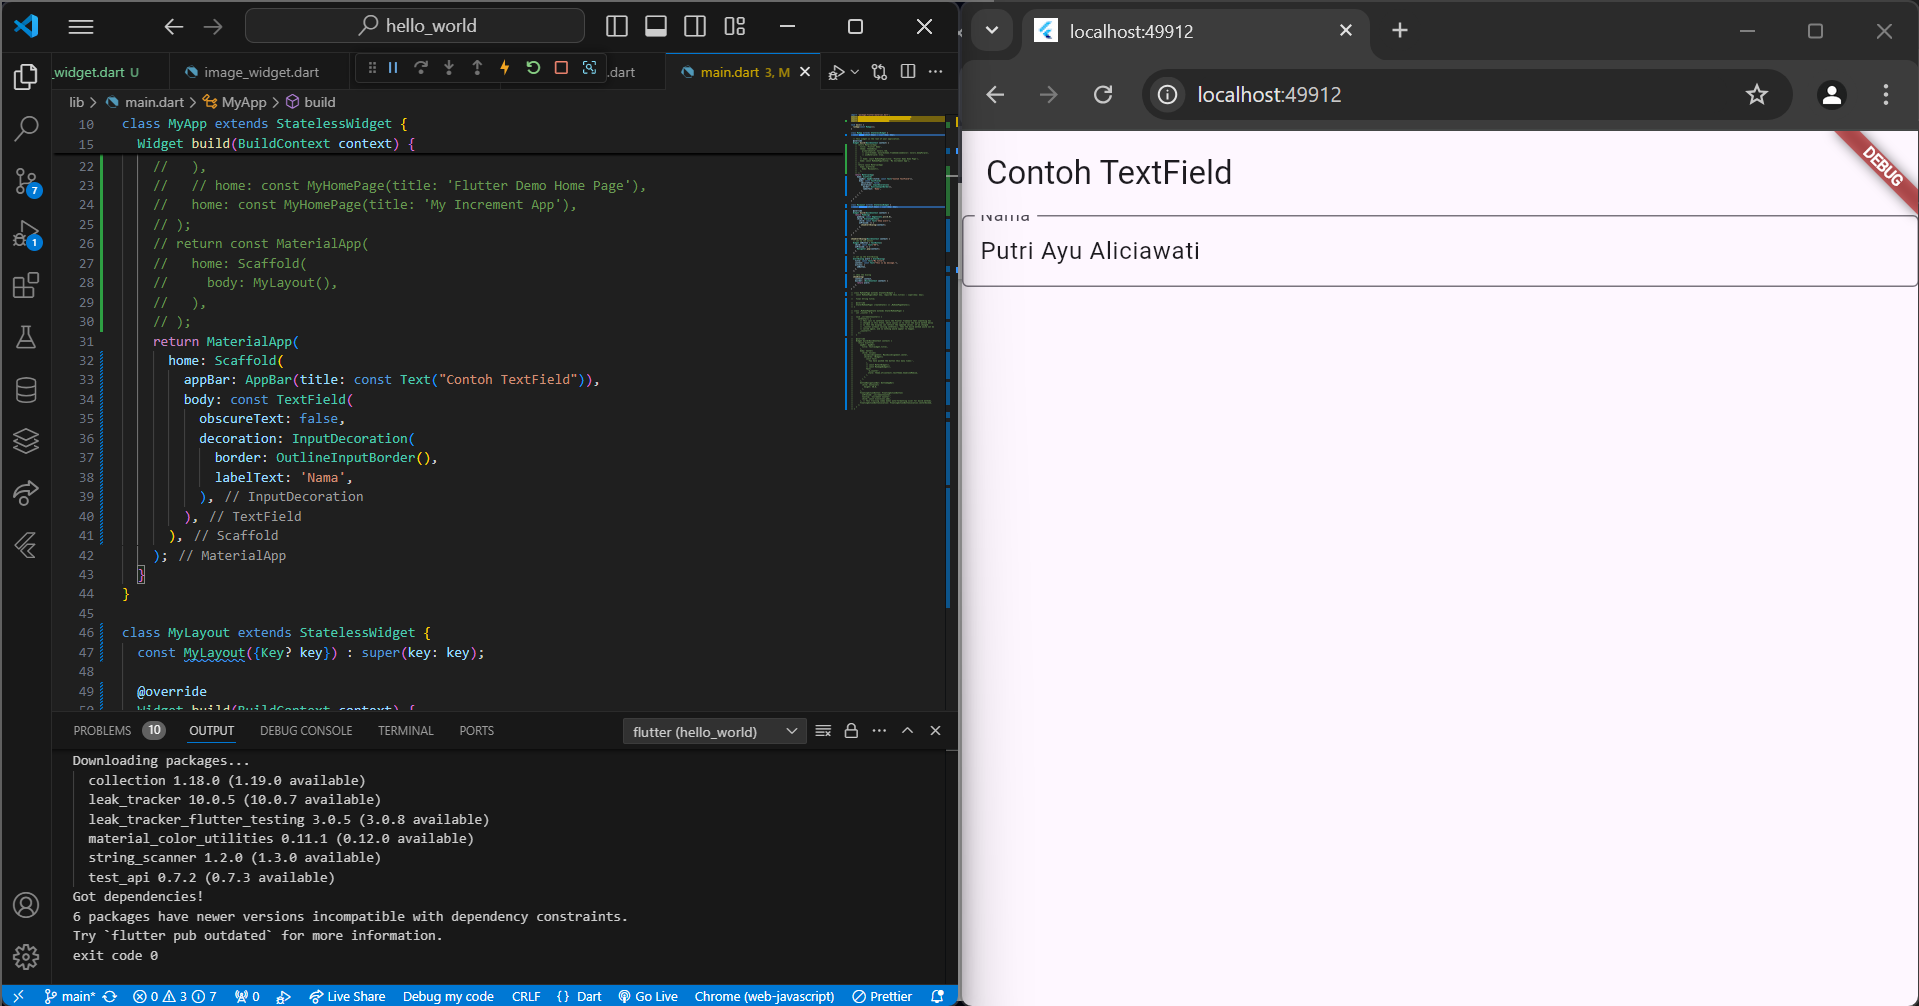 hello_world
_widget.dart U
image_widget.dart
.dart
main.dart 3, M
lib > main.dart > MyApp > build
10 class MyApp extends StatelessWidget {
15 Widget build(BuildContext context) {
22 //   ),
23 //   // home: const MyHomePage(title: 'Flutter Demo Home Page'),
24 //   home: const MyHomePage(title: 'My Increment App'),
25 // );
26 // return const MaterialApp(
27 //   home: Scaffold(
28 //     body: MyLayout(),
29 //   ),
30 // );
31 return MaterialApp(
32 home: Scaffold(
33 appBar: AppBar(title: const Text("Contoh TextField")),
34 body: const TextField(
35 obscureText: false,
36 decoration: InputDecoration(
37 border: OutlineInputBorder(),
38 labelText: 'Nama',
39 ), // InputDecoration
40 ), // TextField
41 ), // Scaffold
42 ); // MaterialApp
43 }
44 }
45
46 class MyLayout extends StatelessWidget {
47 const MyLayout({Key? key}) : super(key: key);
48
49 @override
50 Widget build(BuildContext context) {
PROBLEMS 10 OUTPUT DEBUG CONSOLE TERMINAL PORTS flutter (hello_world)
Downloading packages...
collection 1.18.0 (1.19.0 available)
leak_tracker 10.0.5 (10.0.7 available)
leak_tracker_flutter_testing 3.0.5 (3.0.8 available)
material_color_utilities 0.11.1 (0.12.0 available)
string_scanner 1.2.0 (1.3.0 available)
test_api 0.7.2 (0.7.3 available)
Got dependencies!
6 packages have newer versions incompatible with dependency constraints.
Try `flutter pub outdated` for more information.
exit code 0
7
1
main* 0 3 7 0 Live Share Debug my code CRLF {} Dart Go Live Chrome (web-javascript) Prettier
localhost:49912
localhost:49912
Contoh TextField
DEBUG
Nama
Putri Ayu Aliciawati